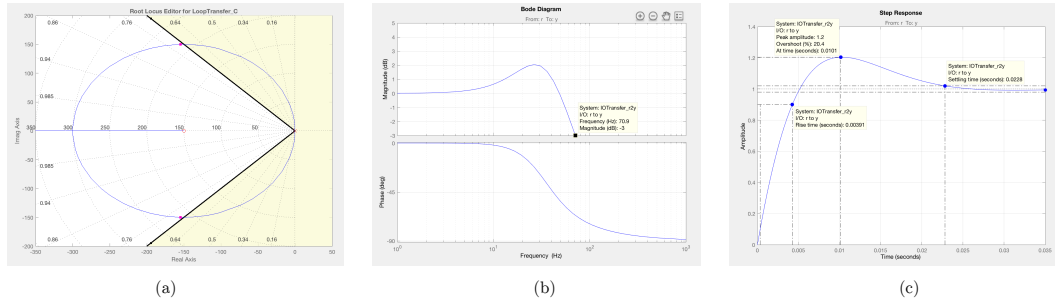 Root Locus Editor for LoopTransfer_C
200
150
100
50
0
-50
-100
-150
-200
0.86 0.76 0.64 0.5 0.34 0.16
0.94
0.985
350 300 250 200 150 100 50
0.985
0.94
0.86 0.76 0.64 0.5 0.34 0.16
-350 -300 -250 -200 -150 -100 -50 0 50
Real Axis
Imag Axis
(a)
Bode Diagram
From: r To: y
5
4
3
2
1
0
-1
-2
-3
Magnitude (dB)
System: IOTransfer_r2y
I/O: r to y
Frequency (Hz): 70.9
Magnitude (dB): -3
0
-45
-90
Phase (deg)
10⁰ 10¹ 10² 10³
Frequency (Hz)
(b)
Step Response
From: r To: y
System: IOTransfer_r2y
I/O: r to y
Peak amplitude: 1.2
Overshoot (%): 20.4
At time (seconds): 0.0101
System: IOTransfer_r2y
I/O: r to y
Settling time (seconds): 0.0228
System: IOTransfer_r2y
I/O: r to y
Rise time (seconds): 0.00391
1.4
1.2
1
0.8
0.6
0.4
0.2
0
Amplitude
0 0.005 0.01 0.015 0.02 0.025 0.03 0.035
Time (seconds)
(c)